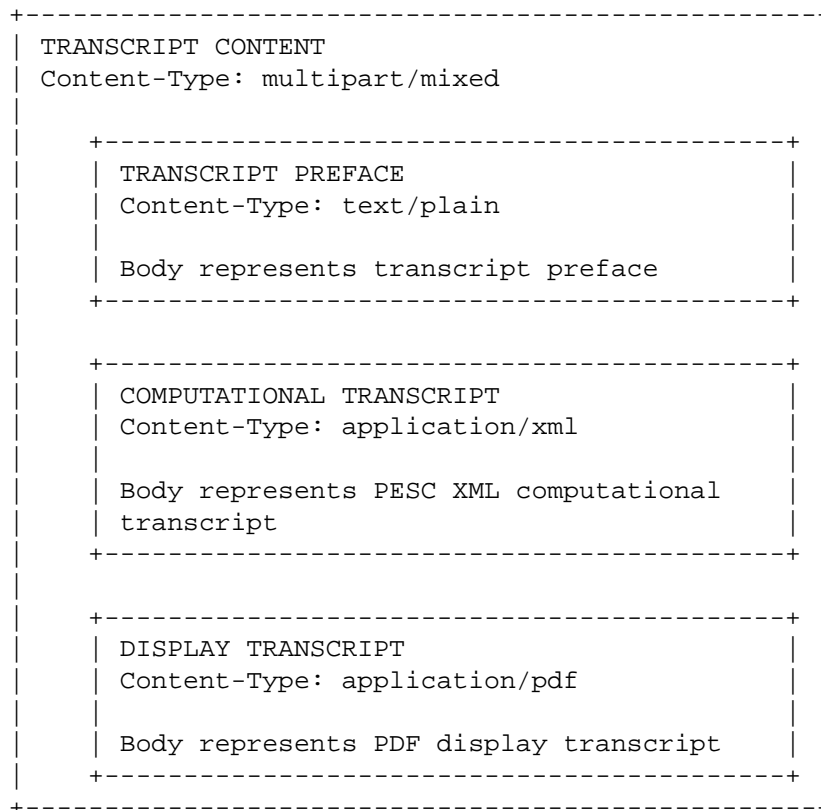 TRANSCRIPT CONTENT
Content-Type: multipart/mixed
TRANSCRIPT PREFACE
Content-Type: text/plain
Body represents transcript preface
COMPUTATIONAL TRANSCRIPT
Content-Type: application/xml
Body represents PESC XML computational
transcript
DISPLAY TRANSCRIPT
Content-Type: application/pdf
Body represents PDF display transcript